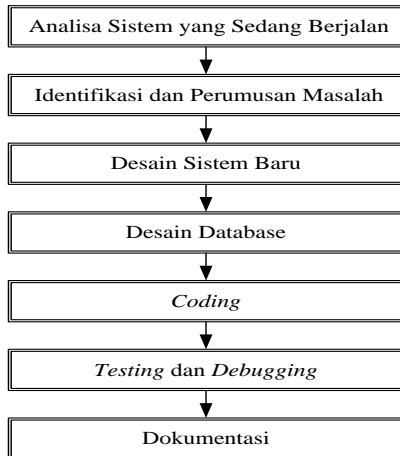 Analisa Sistem yang Sedang Berjalan
Identifikasi dan Perumusan Masalah
Desain Sistem Baru
Desain Database
Coding
Testing dan Debugging
Dokumentasi